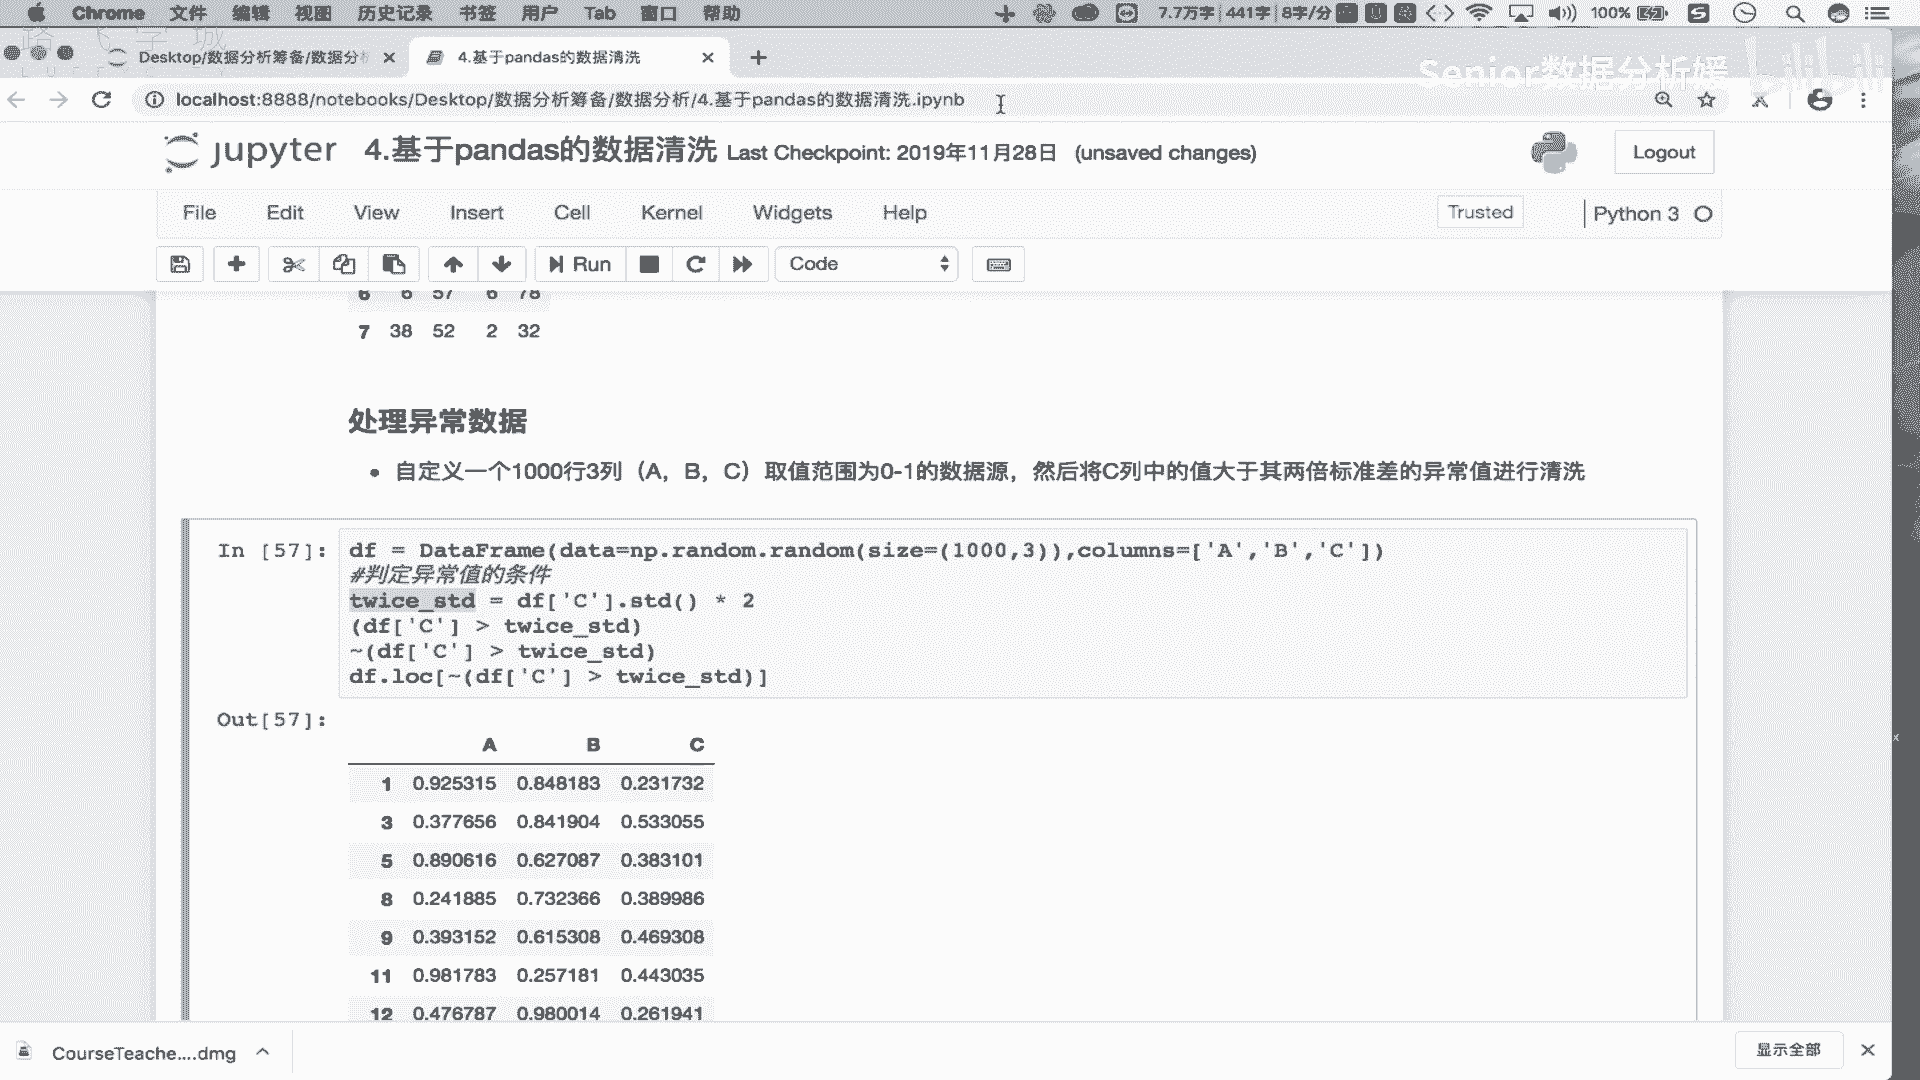 Chrome 文件 编辑 视图 历史记录 书签 用户 Tab 窗口 帮助 7.7万字 441字 8字/分 100%
路 飞 学 城
Desktop/数据分析筹备/数据分析
4.基于pandas的数据清洗
Senior数据分析媛 bilibili
localhost:8888/notebooks/Desktop/数据分析筹备/数据分析/4.基于pandas的数据清洗.ipynb
jupyter 4.基于pandas的数据清洗 Last Checkpoint: 2019年11月28日 (unsaved changes) Logout
File Edit View Insert Cell Kernel Widgets Help Trusted Python 3
Run Code
6 6 57 6 78
7 38 52 2 32
处理异常数据
• 自定义一个1000行3列（A，B，C）取值范围为0-1的数据源，然后将C列中的值大于其两倍标准差的异常值进行清洗
In [57]: df = DataFrame(data=np.random.random(size=(1000,3)),columns=['A','B','C'])
#判定异常值的条件
twice_std = df['C'].std() * 2
(df['C'] > twice_std)
~(df['C'] > twice_std)
df.loc[~(df['C'] > twice_std)]
Out[57]:
A B C
1 0.925315 0.848183 0.231732
3 0.377656 0.841904 0.533055
5 0.890616 0.627087 0.383101
8 0.241885 0.732366 0.389986
9 0.393152 0.615308 0.469308
11 0.981783 0.257181 0.443035
12 0.476787 0.980014 0.261941
CourseTeache....dmg 显示全部